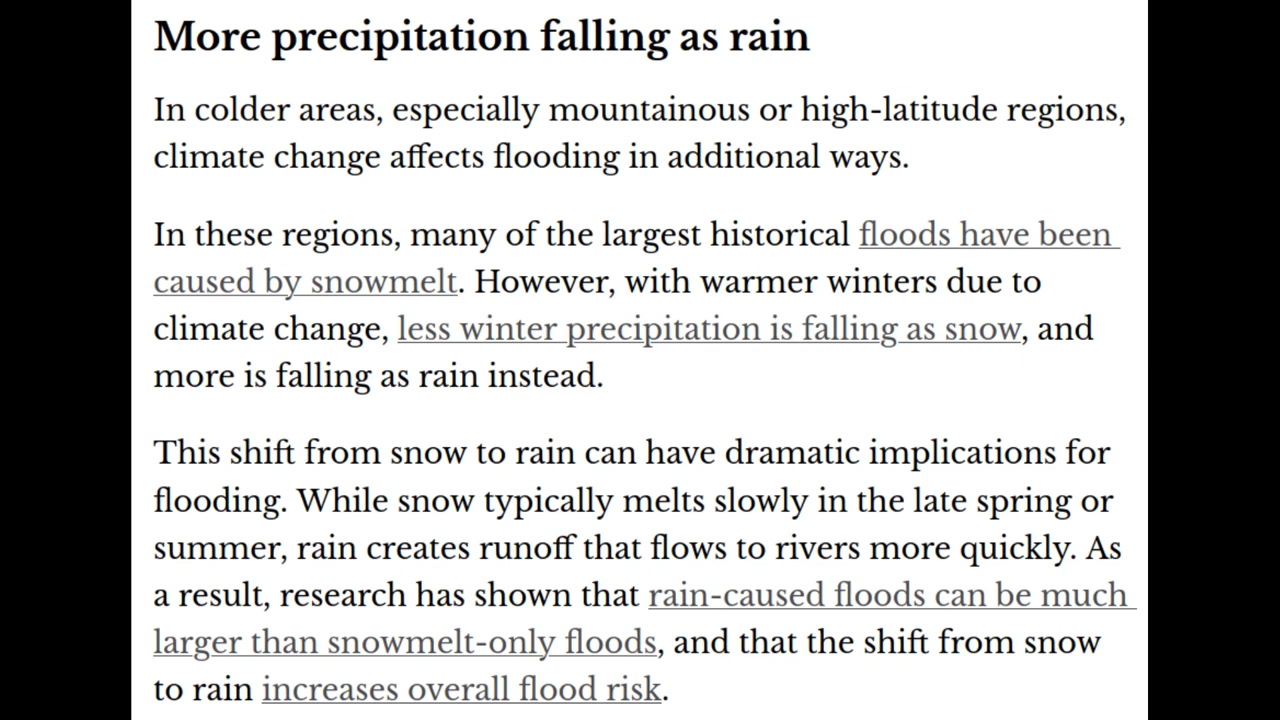 More precipitation falling as rain
In colder areas, especially mountainous or high-latitude regions,
climate change affects flooding in additional ways.
In these regions, many of the largest historical floods have been
caused by snowmelt. However, with warmer winters due to
climate change, less winter precipitation is falling as snow, and
more is falling as rain instead.
This shift from snow to rain can have dramatic implications for
flooding. While snow typically melts slowly in the late spring or
summer, rain creates runoff that flows to rivers more quickly. As
a result, research has shown that rain-caused floods can be much
larger than snowmelt-only floods, and that the shift from snow
to rain increases overall flood risk.